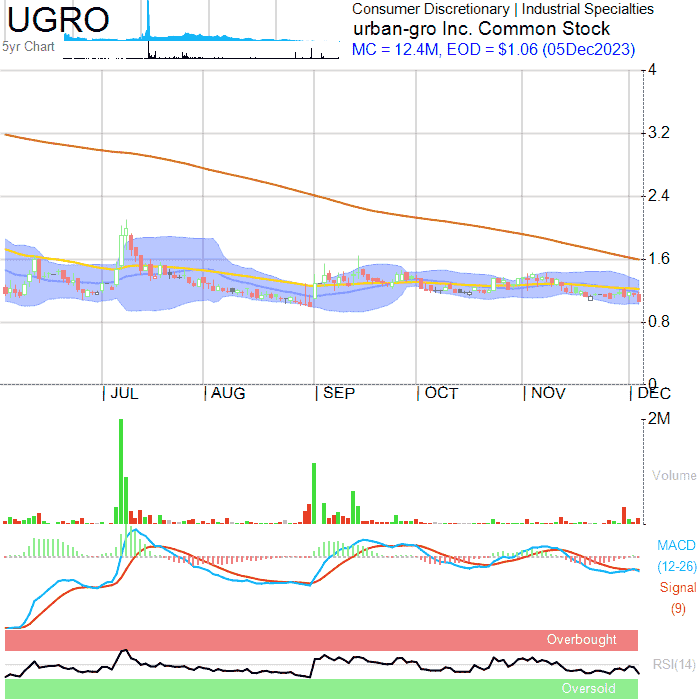 UGRO
5yr Chart
Consumer Discretionary | Industrial Specialties
urban-gro Inc. Common Stock
MC = 12.4M, EOD = $1.06 (05Dec2023)
4
3.2
2.4
1.6
0.8
0
JUL AUG SEP OCT NOV DEC
2M
Volume
MACD
(12-26)
Signal
(9)
Overbought
RSI(14)
Oversold